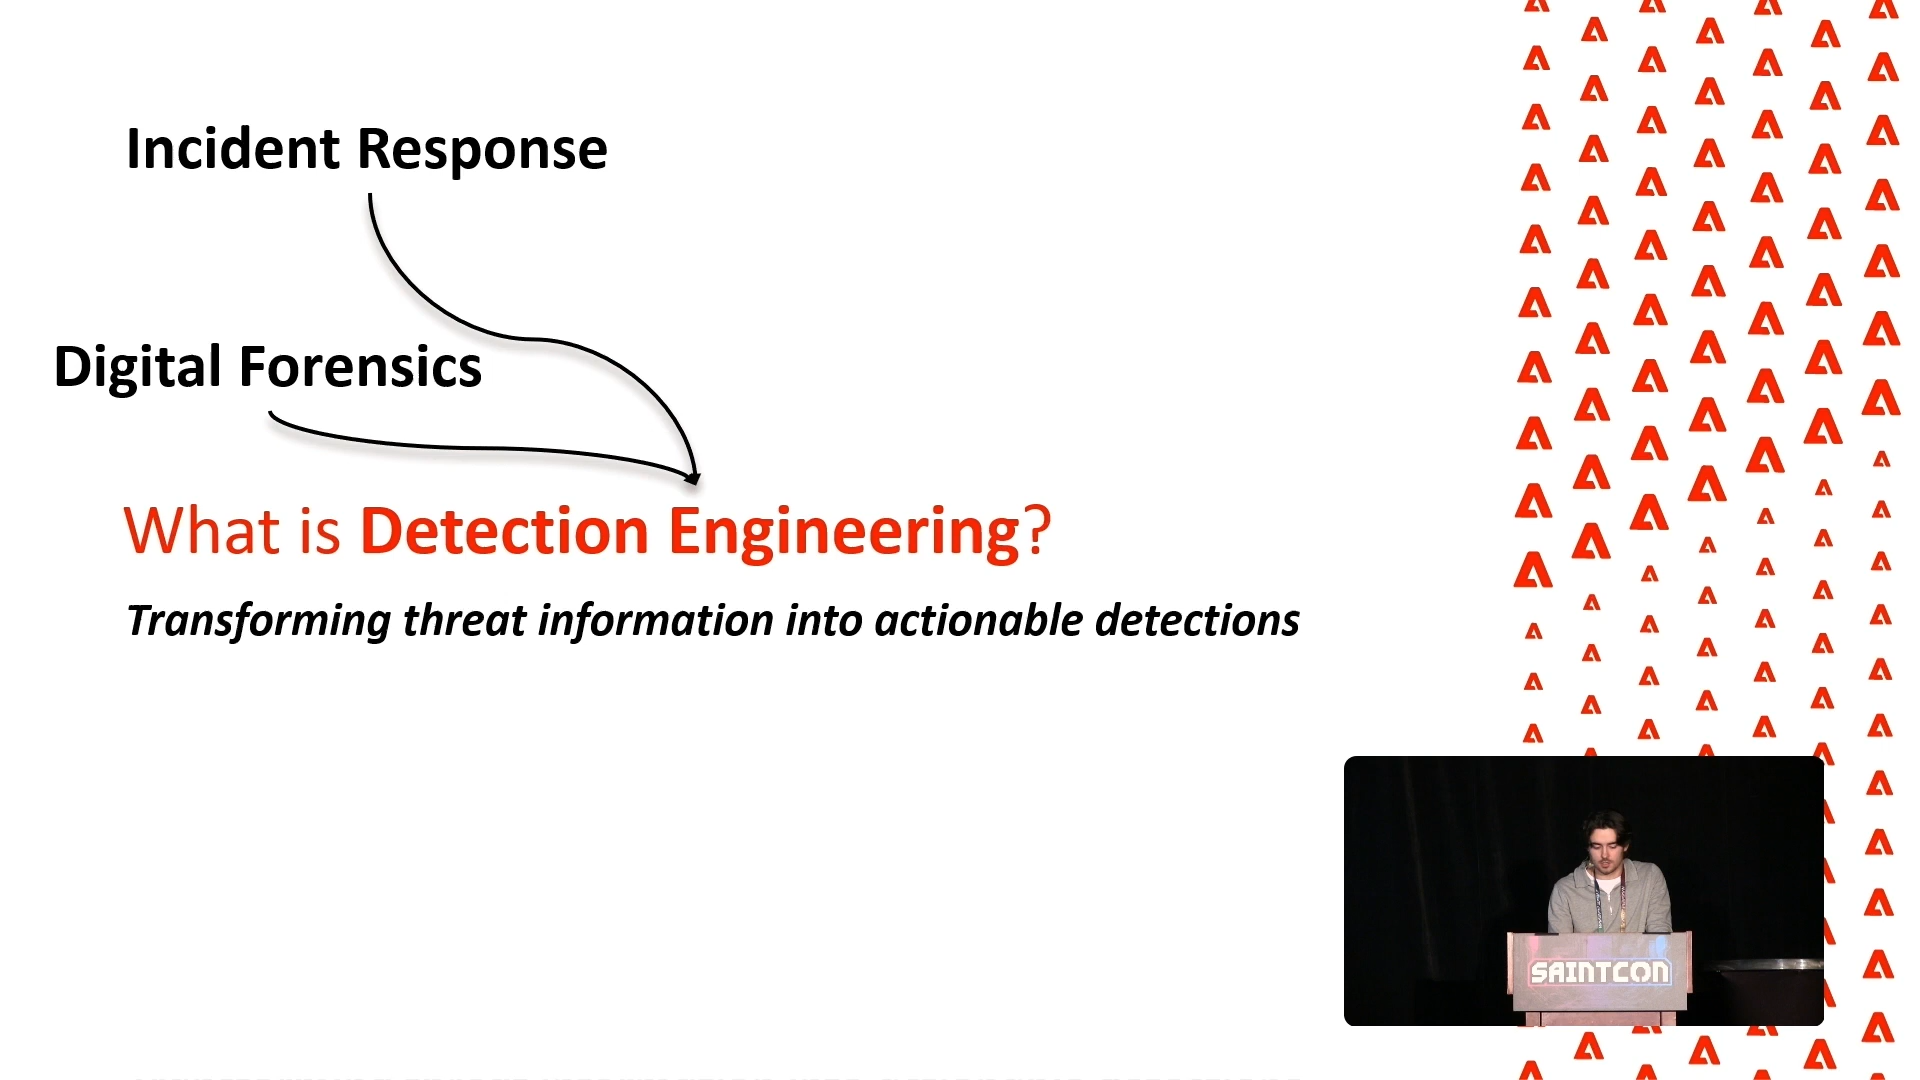 Incident Response
Digital Forensics
What is Detection Engineering?
Transforming threat information into actionable detections
SAINTCON